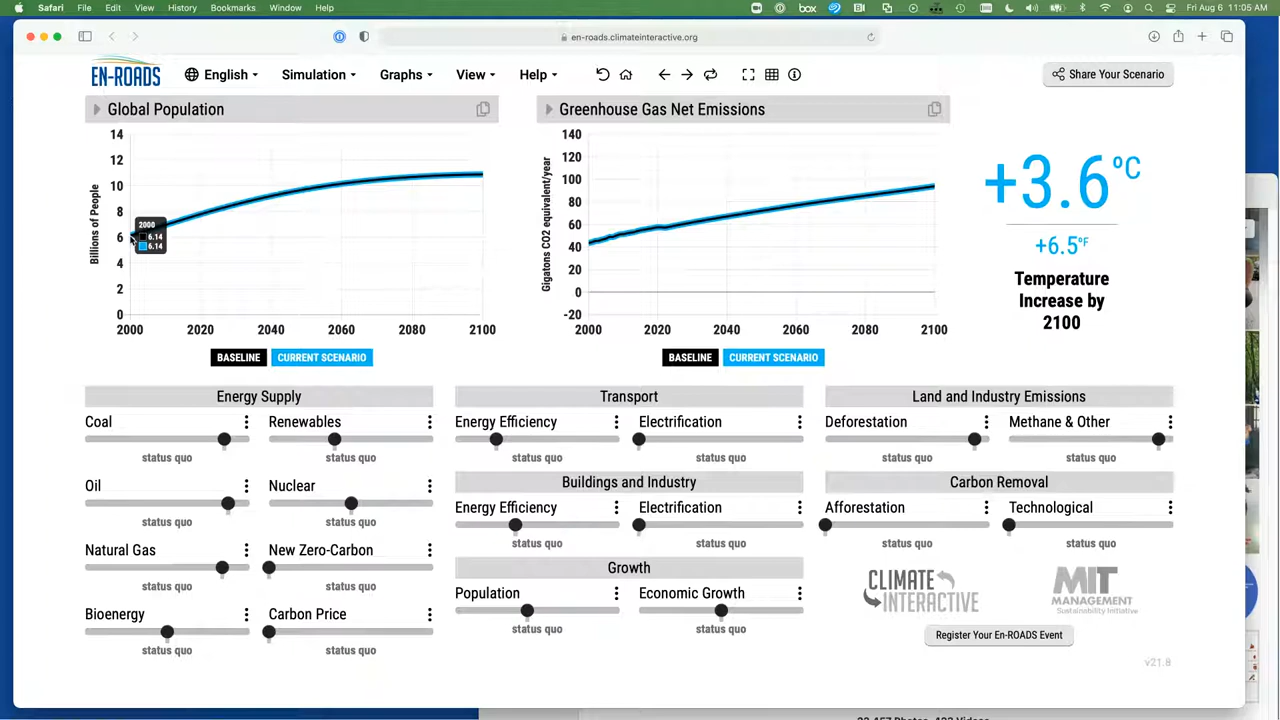 Safari File Edit View History Bookmarks Window Help
box
Fri Aug 6 11:05 AM
en-roads.climateinteractive.org
EN-ROADS
English Simulation Graphs View Help
Share Your Scenario
Global Population
Billions of People
14
12
10
8
6
4
2
0
2000
6.14
6.14
2000 2020 2040 2060 2080 2100
BASELINE CURRENT SCENARIO
Greenhouse Gas Net Emissions
Gigatons CO2 equivalent/year
140
120
100
80
60
40
20
0
-20
2000 2020 2040 2060 2080 2100
BASELINE CURRENT SCENARIO
+3.6°C
+6.5°F
Temperature
Increase by
2100
Energy Supply
Coal Renewables
status quo status quo
Oil Nuclear
status quo status quo
Natural Gas New Zero-Carbon
status quo status quo
Bioenergy Carbon Price
status quo status quo
Transport
Energy Efficiency Electrification
status quo status quo
Buildings and Industry
Energy Efficiency Electrification
status quo status quo
Growth
Population Economic Growth
status quo status quo
Land and Industry Emissions
Deforestation Methane & Other
status quo status quo
Carbon Removal
Afforestation Technological
status quo status quo
CLIMATE
INTERACTIVE
MIT
MANAGEMENT
Sustainability Initiative
Register Your En-ROADS Event
v21.8